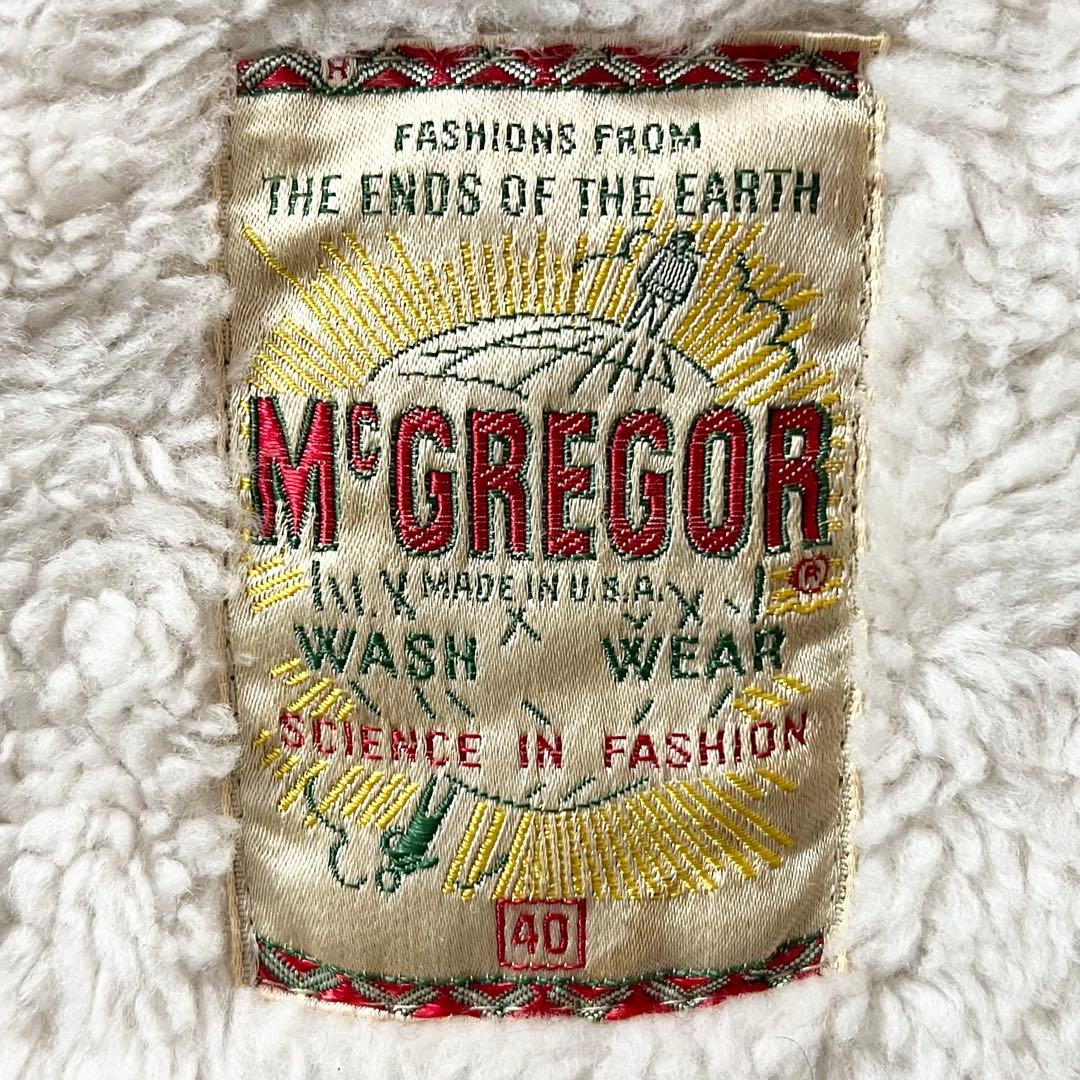 FASHIONS FROM
THE ENDS OF THE EARTH
McGREGOR
®
MADE IN U.S.A.
WASH WEAR
SCIENCE IN FASHION
40